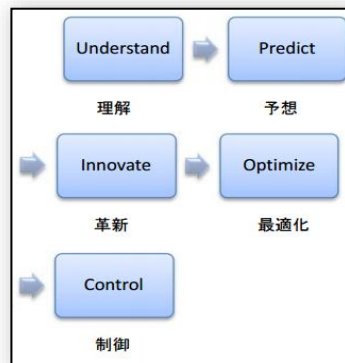 Understand Predict
理解 予想
Innovate Optimize
革新 最適化
Control
制御